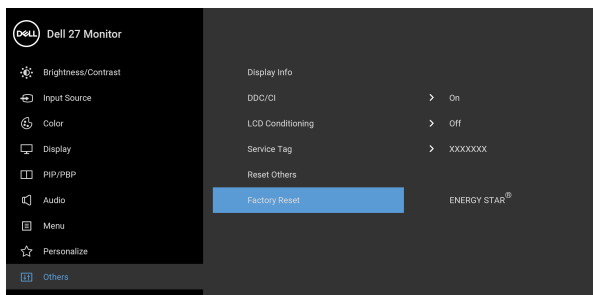 DELL Dell 27 Monitor
Brightness/Contrast Display Info
Input Source DDC/CI On
Color LCD Conditioning Off
Display Service Tag XXXXXXX
PIP/PBP Reset Others
Audio Factory Reset ENERGY STAR®
Menu
Personalize
Others